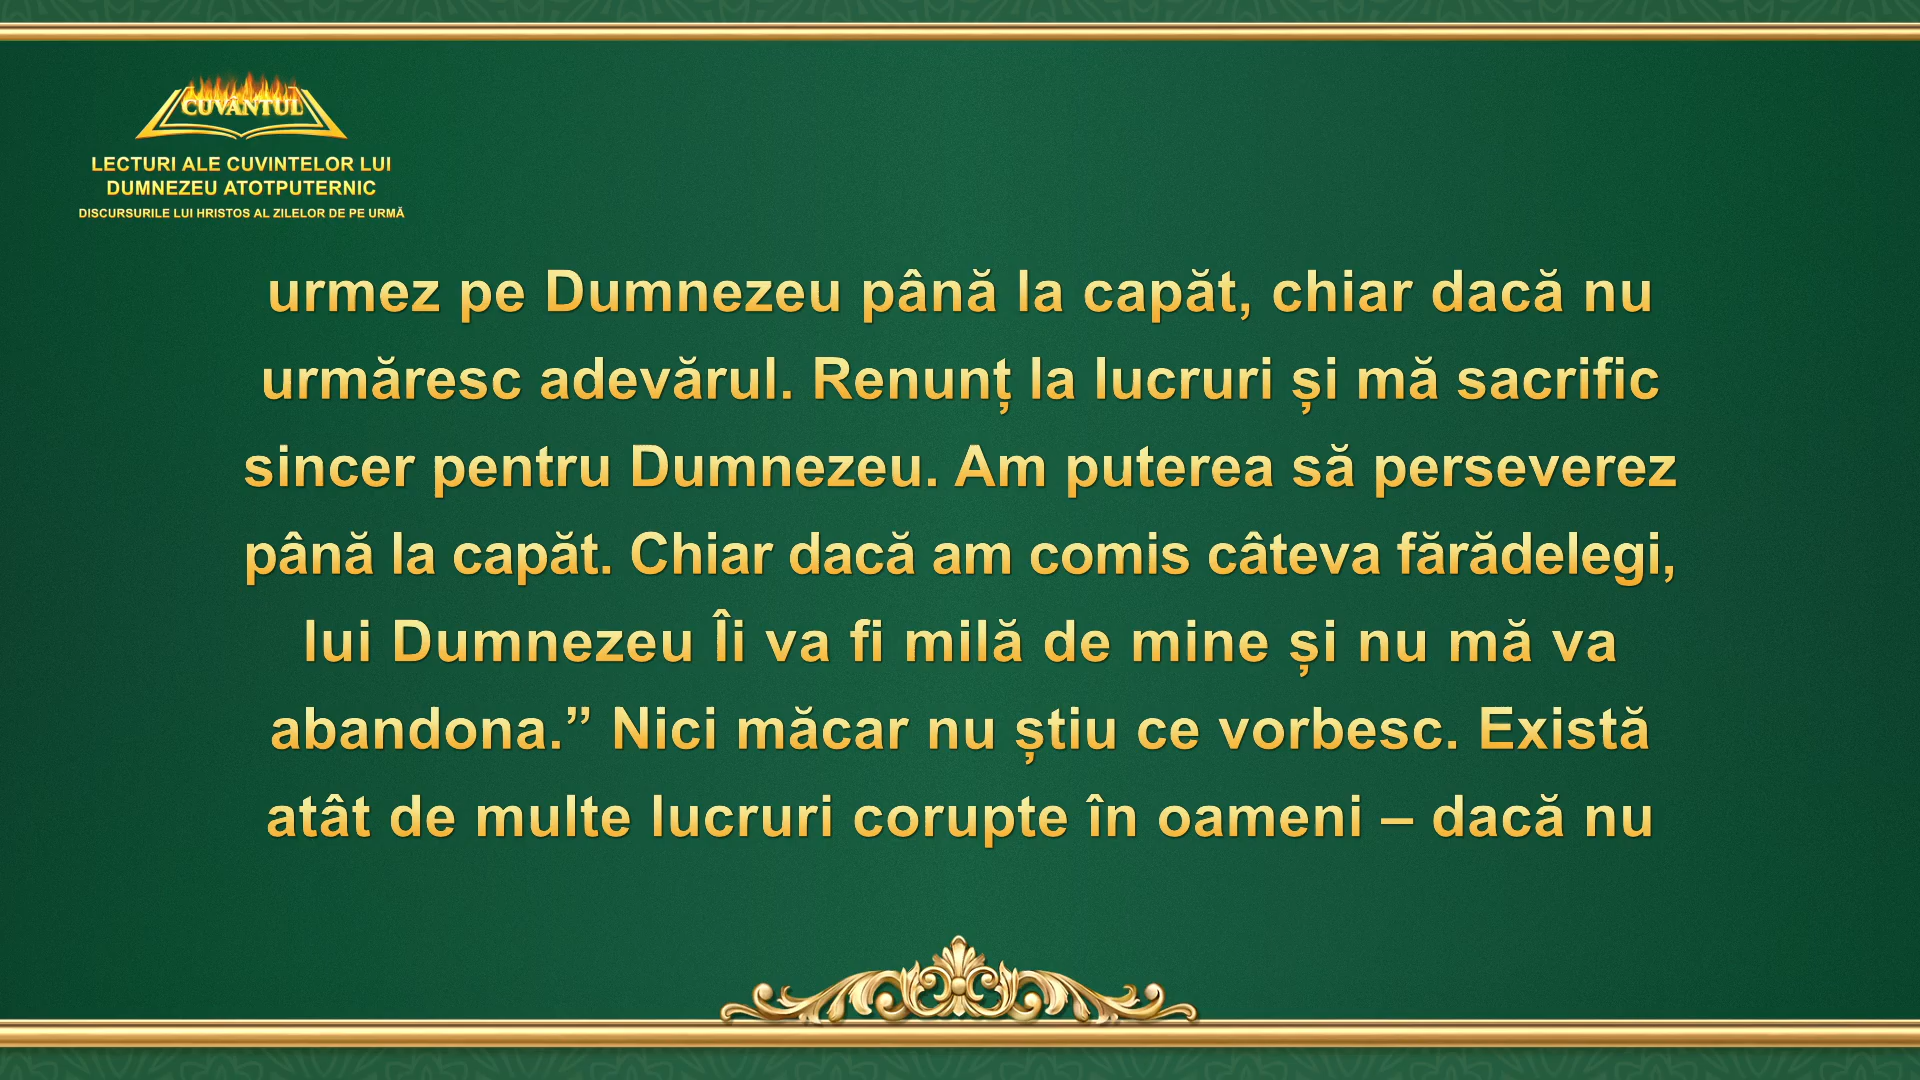 CUVÂNTUL
LECTURI ALE CUVINTELOR LUI
DUMNEZEU ATOTPUTERNIC
DISCURSURILE LUI HRISTOS AL ZILELOR DE PE URMĂ
urmez pe Dumnezeu până la capăt, chiar dacă nu
urmăresc adevărul. Renunț la lucruri și mă sacrific
sincer pentru Dumnezeu. Am puterea să perseverez
până la capăt. Chiar dacă am comis câteva fărădelegi,
lui Dumnezeu Îi va fi milă de mine și nu mă va
abandona.” Nici măcar nu știu ce vorbesc. Există
atât de multe lucruri corupte în oameni – dacă nu